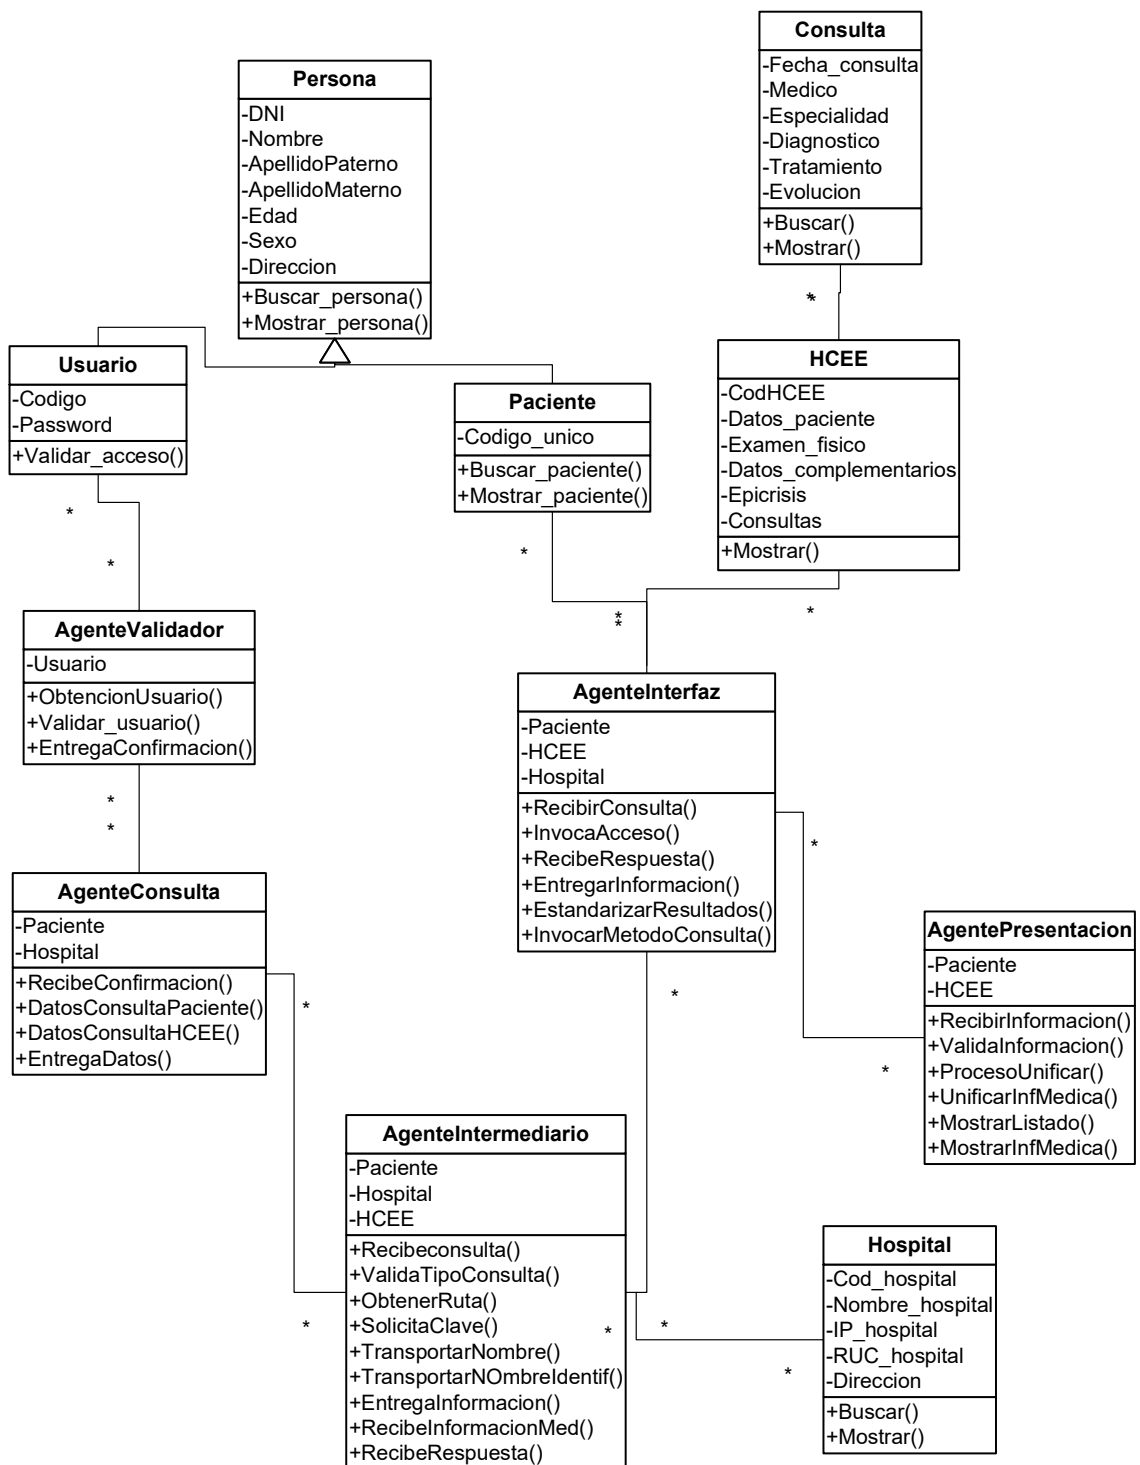 Consulta
-Fecha_consulta
-Medico
-Especialidad
-Diagnostico
-Tratamiento
-Evolucion
+Buscar()
+Mostrar()
Persona
-DNI
-Nombre
-ApellidoPaterno
-ApellidoMaterno
-Edad
-Sexo
-Direccion
+Buscar_persona()
+Mostrar_persona()
*
*
Usuario
-Codigo
-Password
+Validar_acceso()
Paciente
-Codigo_unico
+Buscar_paciente()
+Mostrar_paciente()
HCEE
-CodHCEE
-Datos_paciente
-Examen_fisico
-Datos_complementarios
-Epicrisis
-Consultas
+Mostrar()
*
*
*
*
*
*
AgenteValidador
-Usuario
+ObtencionUsuario()
+Validar_usuario()
+EntregaConfirmacion()
AgenteInterfaz
-Paciente
-HCEE
-Hospital
+RecibirConsulta()
+InvocaAcceso()
+RecibeRespuesta()
+EntregarInformacion()
+EstandarizarResultados()
+InvocarMetodoConsulta()
*
*
*
AgenteConsulta
-Paciente
-Hospital
+RecibeConfirmacion()
+DatosConsultaPaciente()
+DatosConsultaHCEE()
+EntregaDatos()
AgentePresentacion
-Paciente
-HCEE
+RecibirInformacion()
+ValidaInformacion()
+ProcesoUnificar()
+UnificarInfMedica()
+MostrarListado()
+MostrarInfMedica()
*
*
*
AgenteIntermediario
-Paciente
-Hospital
-HCEE
+Recibeconsulta()
+ValidaTipoConsulta()
+ObtenerRuta()
+SolicitaClave()
+TransportarNombre()
+TransportarNOmbreIdentif()
+EntregaInformacion()
+RecibeInformacionMed()
+RecibeRespuesta()
*
*
*
*
Hospital
-Cod_hospital
-Nombre_hospital
-IP_hospital
-RUC_hospital
-Direccion
+Buscar()
+Mostrar()